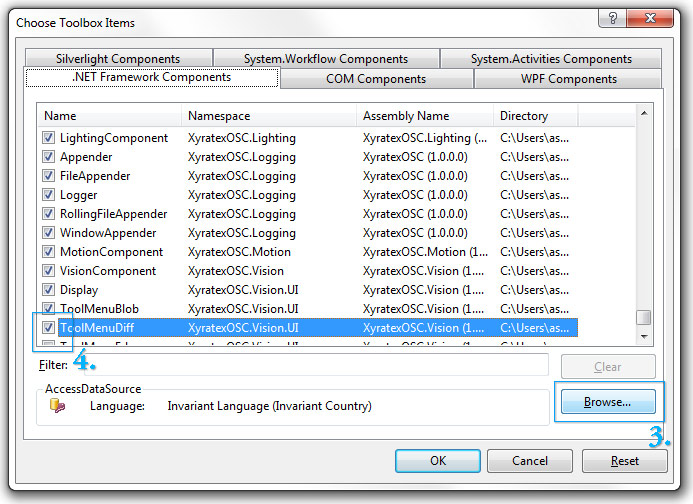 Choose Toolbox Items
?
Silverlight Components System.Workflow Components System.Activities Components
.NET Framework Components COM Components WPF Components
Name Namespace Assembly Name Directory
LightingComponent XyratexOSC.Lighting XyratexOSC.Lighting (... C:\Users\as...
Appender XyratexOSC.Logging XyratexOSC (1.0.0.0) C:\Users\as...
FileAppender XyratexOSC.Logging XyratexOSC (1.0.0.0) C:\Users\as...
Logger XyratexOSC.Logging XyratexOSC (1.0.0.0) C:\Users\as...
RollingFileAppender XyratexOSC.Logging XyratexOSC (1.0.0.0) C:\Users\as...
WindowAppender XyratexOSC.Logging XyratexOSC (1.0.0.0) C:\Users\as...
MotionComponent XyratexOSC.Motion XyratexOSC.Motion (1... C:\Users\as...
VisionComponent XyratexOSC.Vision XyratexOSC.Vision (1.... C:\Users\as...
Display XyratexOSC.Vision.UI XyratexOSC.Vision (1.... C:\Users\as...
ToolMenuBlob XyratexOSC.Vision.UI XyratexOSC.Vision (1.... C:\Users\as...
ToolMenuDiff XyratexOSC.Vision.UI XyratexOSC.Vision (1.... C:\Users\as...
4.
Filter: Clear
AccessDataSource
Language: Invariant Language (Invariant Country)
Browse...
3.
OK Cancel Reset